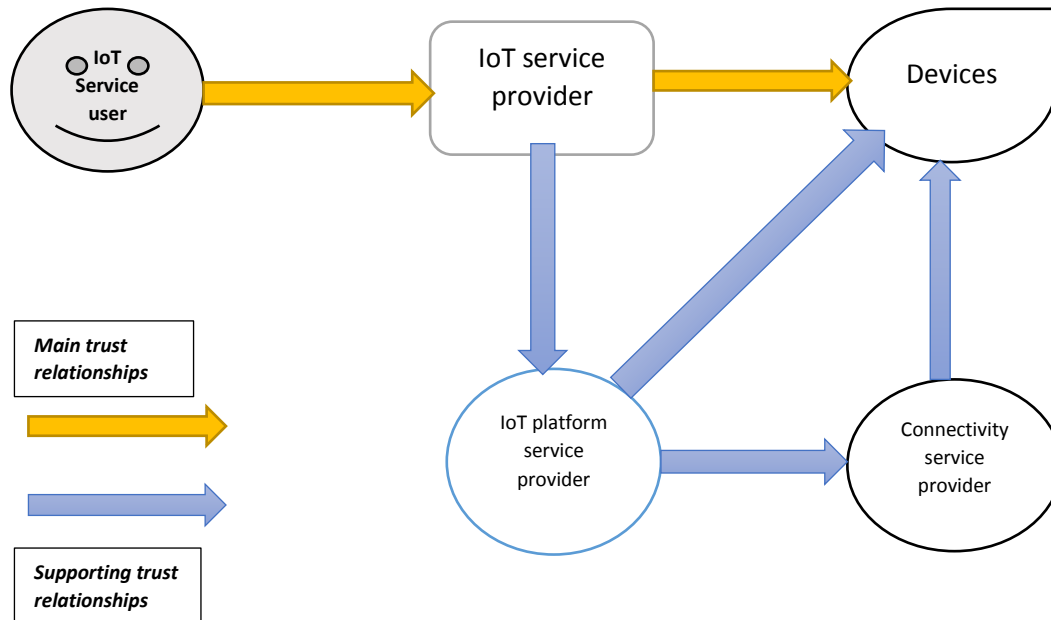 IoT
Service
user
IoT service
provider
Devices
Main trust
relationships
IoT platform
service
provider
Connectivity
service
provider
Supporting trust
relationships